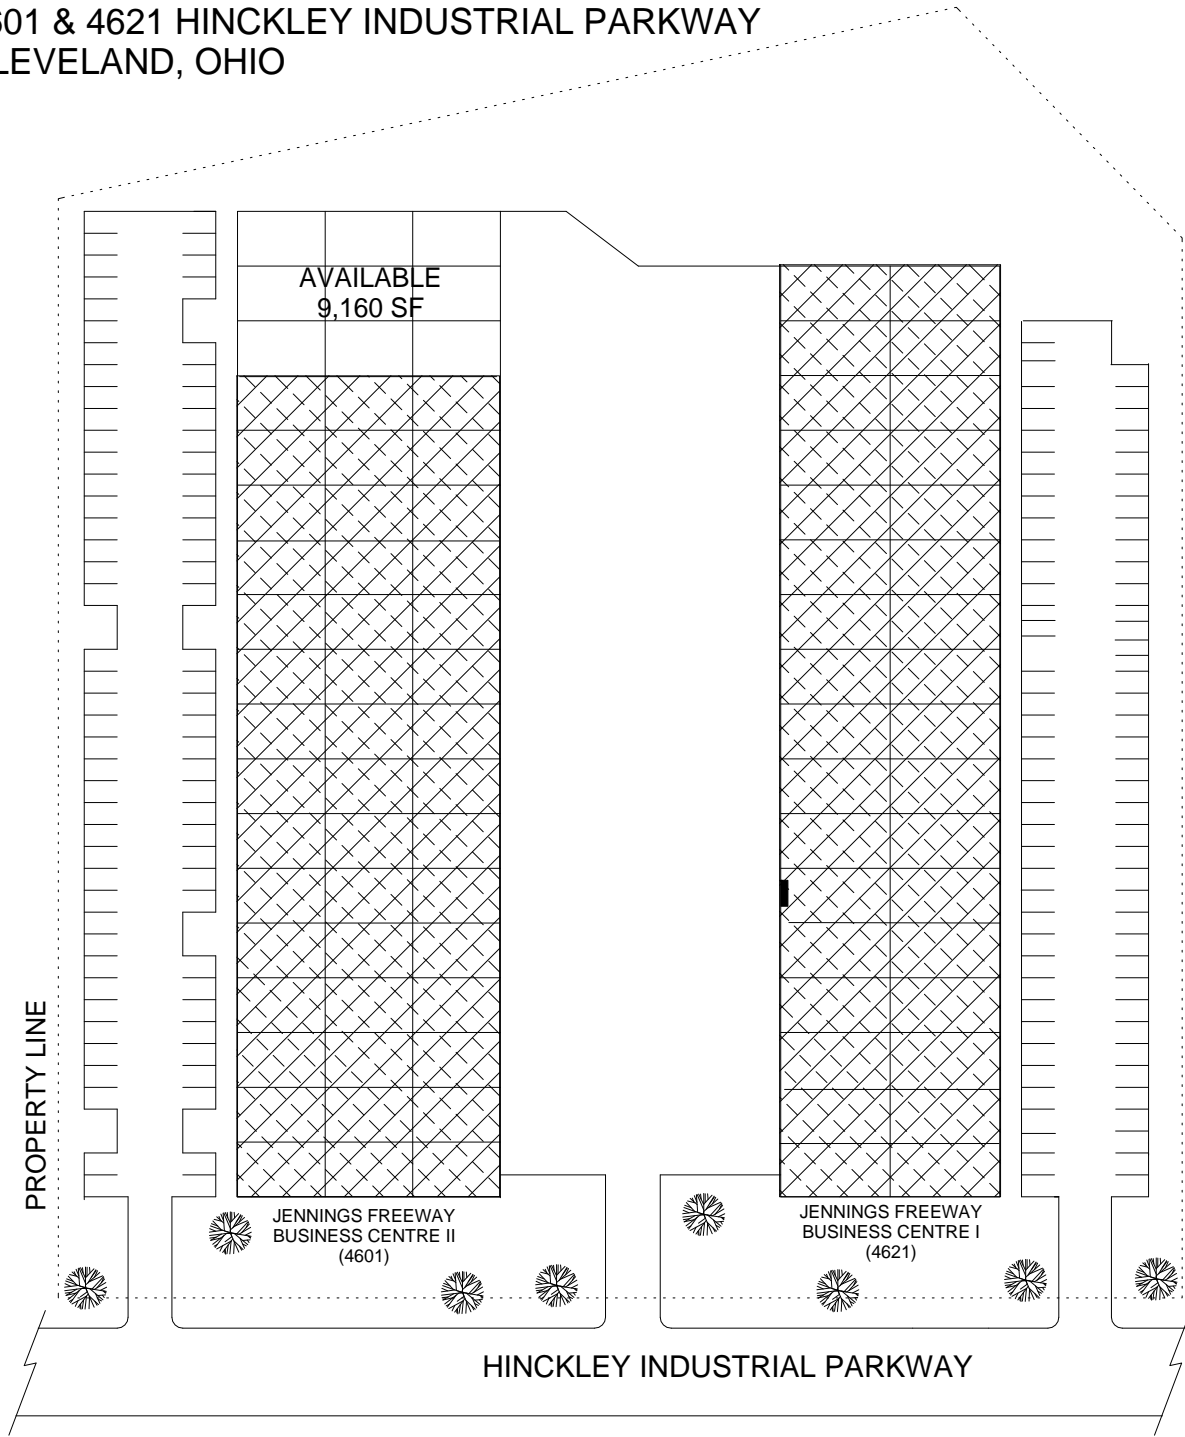 601 & 4621 HINCKLEY INDUSTRIAL PARKWAY
LEVELAND, OHIO
AVAILABLE
9,160 SF
PROPERTY LINE
JENNINGS FREEWAY
BUSINESS CENTRE II
(4601)
JENNINGS FREEWAY
BUSINESS CENTRE I
(4621)
HINCKLEY INDUSTRIAL PARKWAY